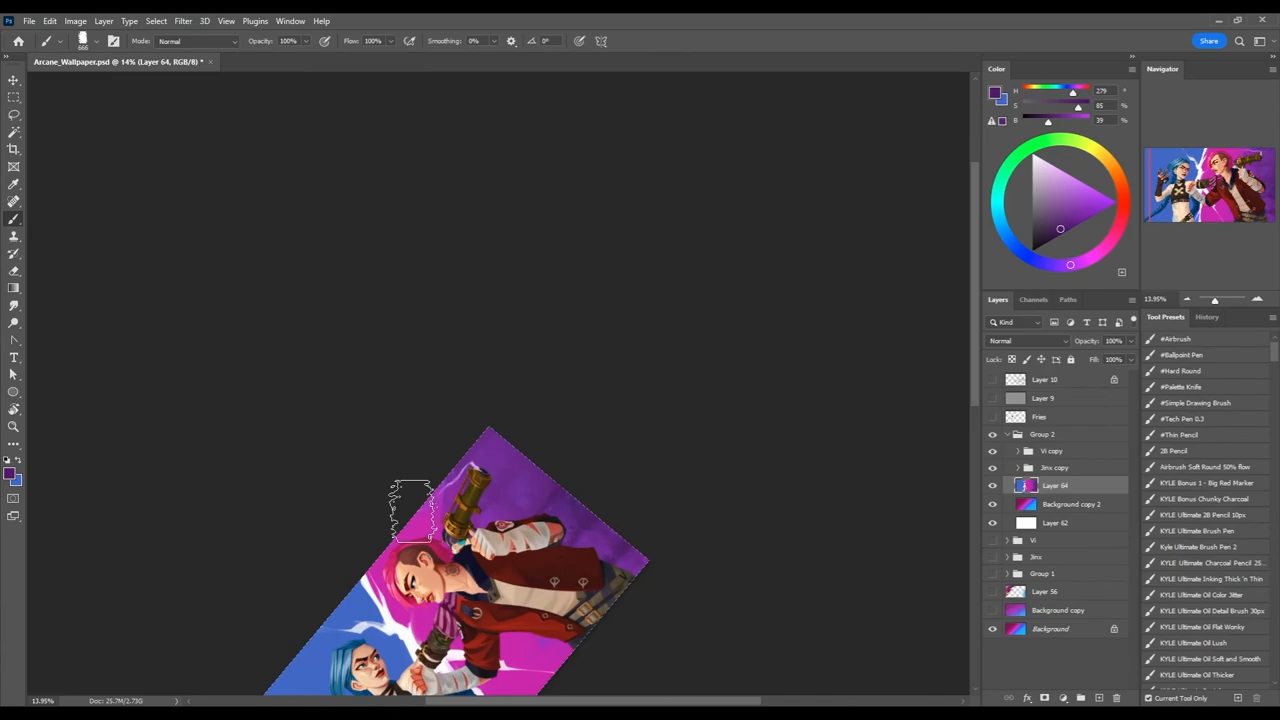 Ps File Edit Image Layer Type Select Filter 3D View Plugins Window Help
666 Mode: Normal Opacity: 100% Flow: 100% Smoothing: 0% 0° Share
Arcane_Wallpaper.psd @ 14% (Layer 64, RGB/8) *
Color
H 279 °
S 85 %
B 39 %
Navigator
13.95%
Layers Channels Paths
Kind
Normal Opacity: 100%
Lock: Fill: 100%
Layer 10
Layer 9
Fries
Group 2
Vi copy
Jinx copy
Layer 64
Background copy 2
Layer 62
Vi
Jinx
Group 1
Layer 56
Background copy
Background
Tool Presets History
#Airbrush
#Ballpoint Pen
#Hard Round
#Palette Knife
#Simple Drawing Brush
#Tech Pen 0.3
#Thin Pencil
2B Pencil
Airbrush Soft Round 50% flow
KYLE Bonus 1 - Big Red Marker
KYLE Bonus Chunky Charcoal
KYLE Ultimate 2B Pencil 10px
KYLE Ultimate Brush Pen
Kyle Ultimate Brush Pen 2
KYLE Ultimate Charcoal Pencil 25...
KYLE Ultimate Inking Thick 'n Thin
KYLE Ultimate Oil Color Jitter
KYLE Ultimate Oil Detail Brush 30px
KYLE Ultimate Oil Flat Wonky
KYLE Ultimate Oil Lush
KYLE Ultimate Oil Soft and Smooth
KYLE Ultimate Oil Thicker
Current Tool Only
13.95% Doc: 25.7M/2.73G